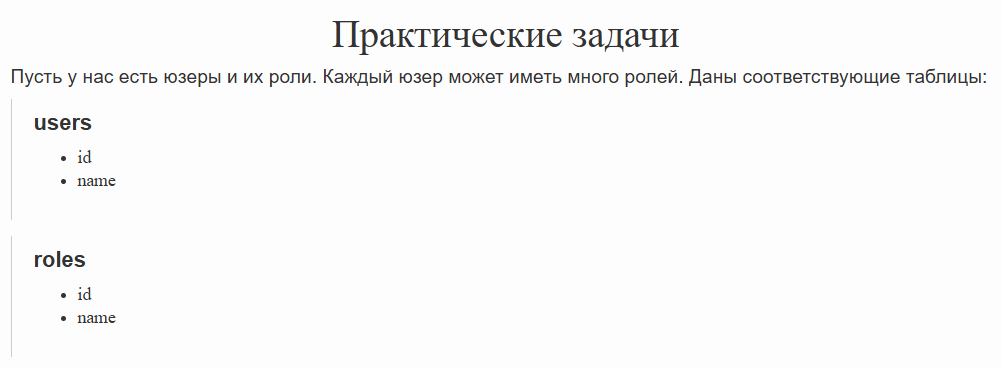 Практические задачи
Пусть у нас есть юзеры и их роли. Каждый юзер может иметь много ролей. Даны соответствующие таблицы:
users
id
name
roles
id
name